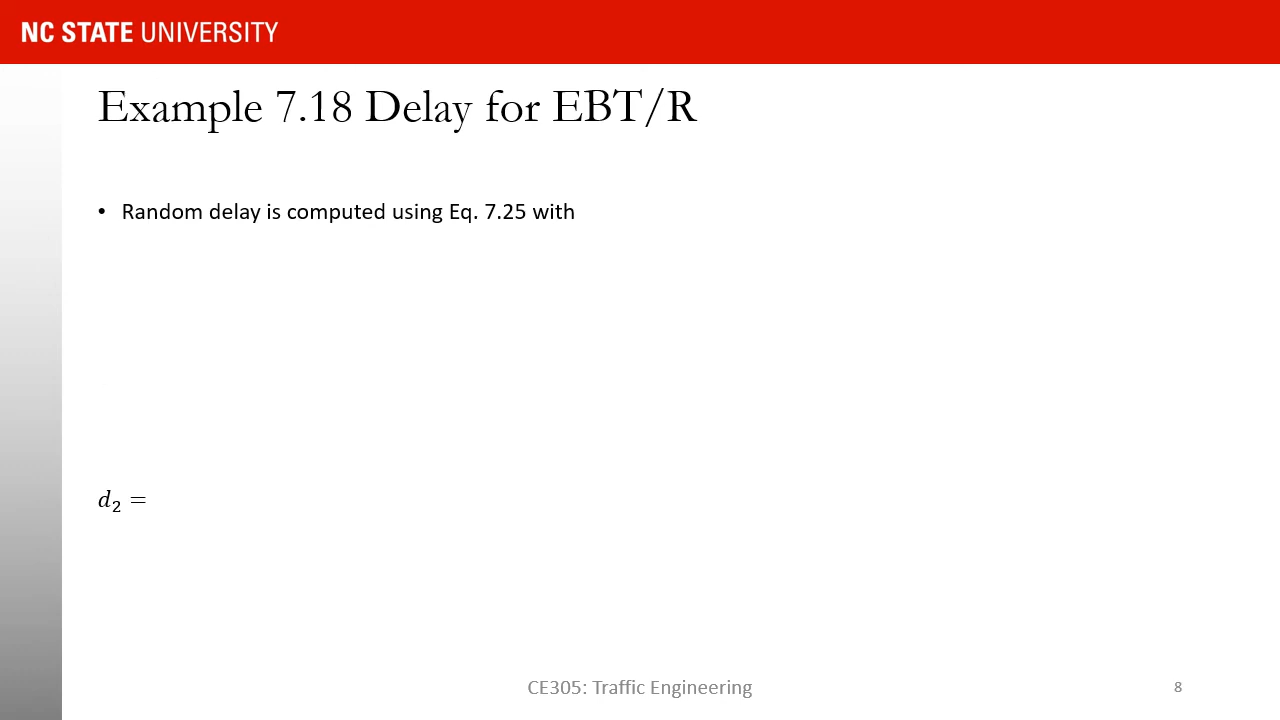 NC STATE UNIVERSITY
Example 7.18 Delay for EBT/R
• Random delay is computed using Eq. 7.25 with
d₂ =
CE305: Traffic Engineering
8